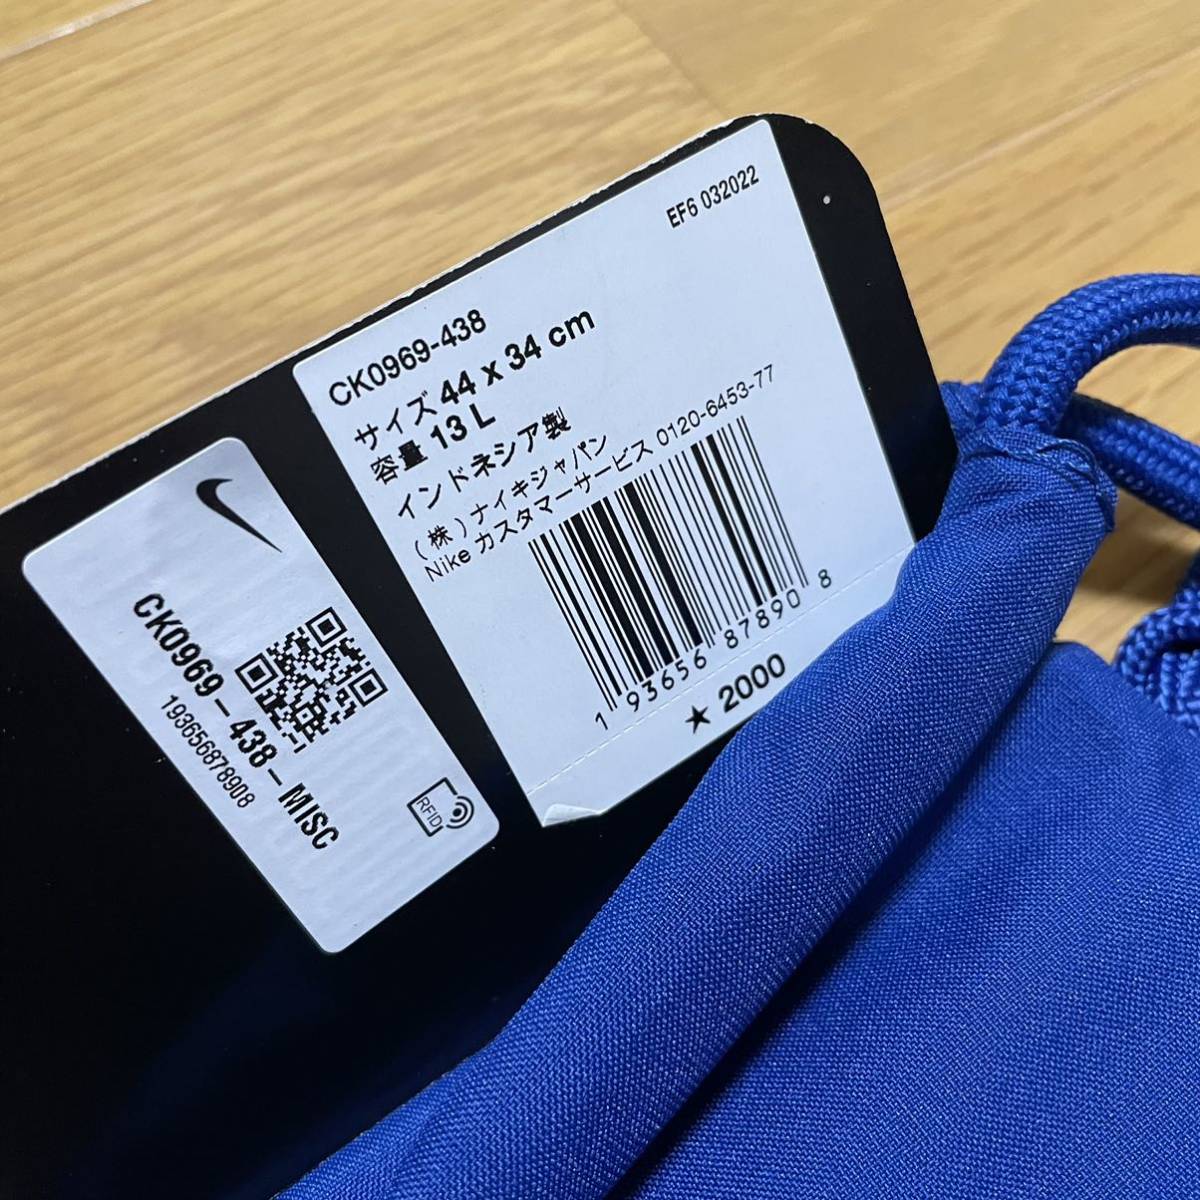 EF6 032022
CK0969-438
サイズ 44 x 34 cm
容量 13 L
インドネシア製
(株)ナイキジャパン
Nike カスタマーサービス 0120-6453-77
1 93656 87890 8
★ 2000
CK0969-438-MISC
193656878908
RFID